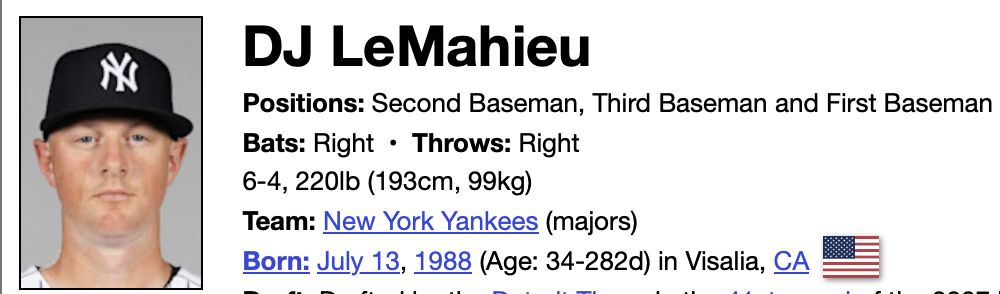 DJ LeMahieu
Positions: Second Baseman, Third Baseman and First Baseman
Bats: Right • Throws: Right
6-4, 220lb (193cm, 99kg)
Team: New York Yankees (majors)
Born: July 13, 1988 (Age: 34-282d) in Visalia, CA
NY